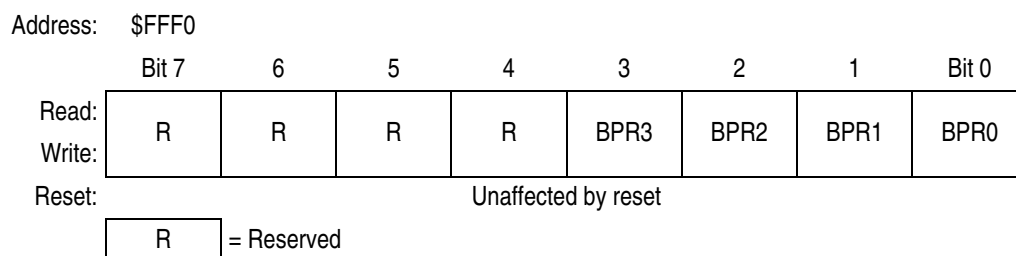 Address: $FFF0
Bit 7 6 5 4 3 2 1 Bit 0
Read:
R R R R BPR3 BPR2 BPR1 BPR0
Write:
Reset: Unaffected by reset
R = Reserved